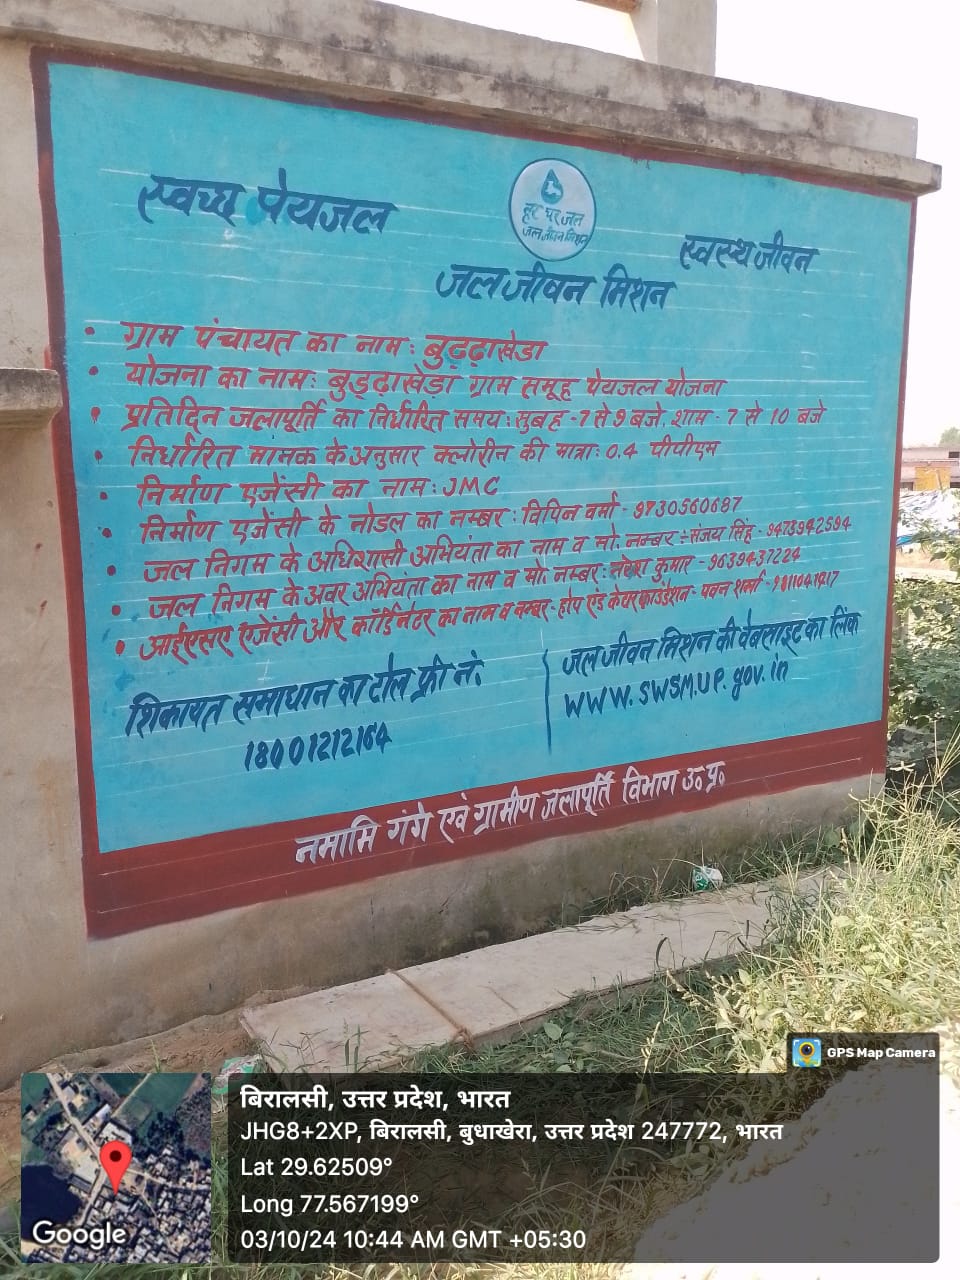 स्वच्छ पेयजल
हर घर जल
जल जीवन मिशन
स्वस्थ जीवन
जल जीवन मिशन
• ग्राम पंचायत का नाम : बुढ्ढाखेडा
• योजना का नाम : बुड्ढाखेड़ा ग्राम समूह पेयजल योजना
• प्रतिदिन जलापूर्ति का निर्धारित समय : सुबह - 7 से 9 बजे, शाम - 7 से 10 बजे
• निर्धारित मानक के अनुसार क्लोरीन की मात्रा : 0.4 पीपीएम
• निर्माण एजेंसी का नाम : JMC
• निर्माण एजेंसी के नोडल का नम्बर : विपिन वर्मा - 9730560687
• जल निगम के अधिशासी अभियंता का नाम व मो. नम्बर ÷ संजय सिंह - 9473942594
• जल निगम के अवर अभियंता का नाम व मो. नम्बर : नरेश कुमार - 9639437224
• आईएसए एजेंसी और कॉर्डिनेटर का नाम व नम्बर - होप एंड केयर फाउंडेशन - पवन शर्मा -
शिकायत समाधान का टोल फ्री नं.
18001212164
जल जीवन मिशन की वेबसाइट का लिंक
WWW.SWSM.UP.gov.in
नमामि गंगे एवं ग्रामीण जलापूर्ति विभाग उ० प्र०
GPS Map Camera
बिरालसी, उत्तर प्रदेश, भारत
JHG8+2XP, बिरालसी, बुधाखेरा, उत्तर प्रदेश 247772, भारत
Lat 29.62509°
Long 77.567199°
03/10/24 10:44 AM GMT +05:30
Google